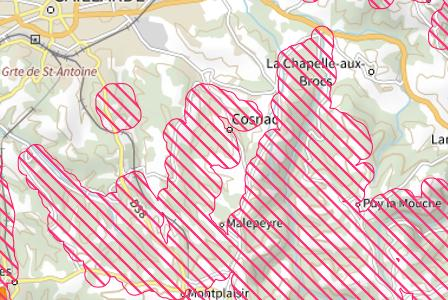 Grte de St-Antoine
La Chapelle-aux-
Brocs
Cosnac
D38
Malepeyre
Puy la Mouche
Montplaisir